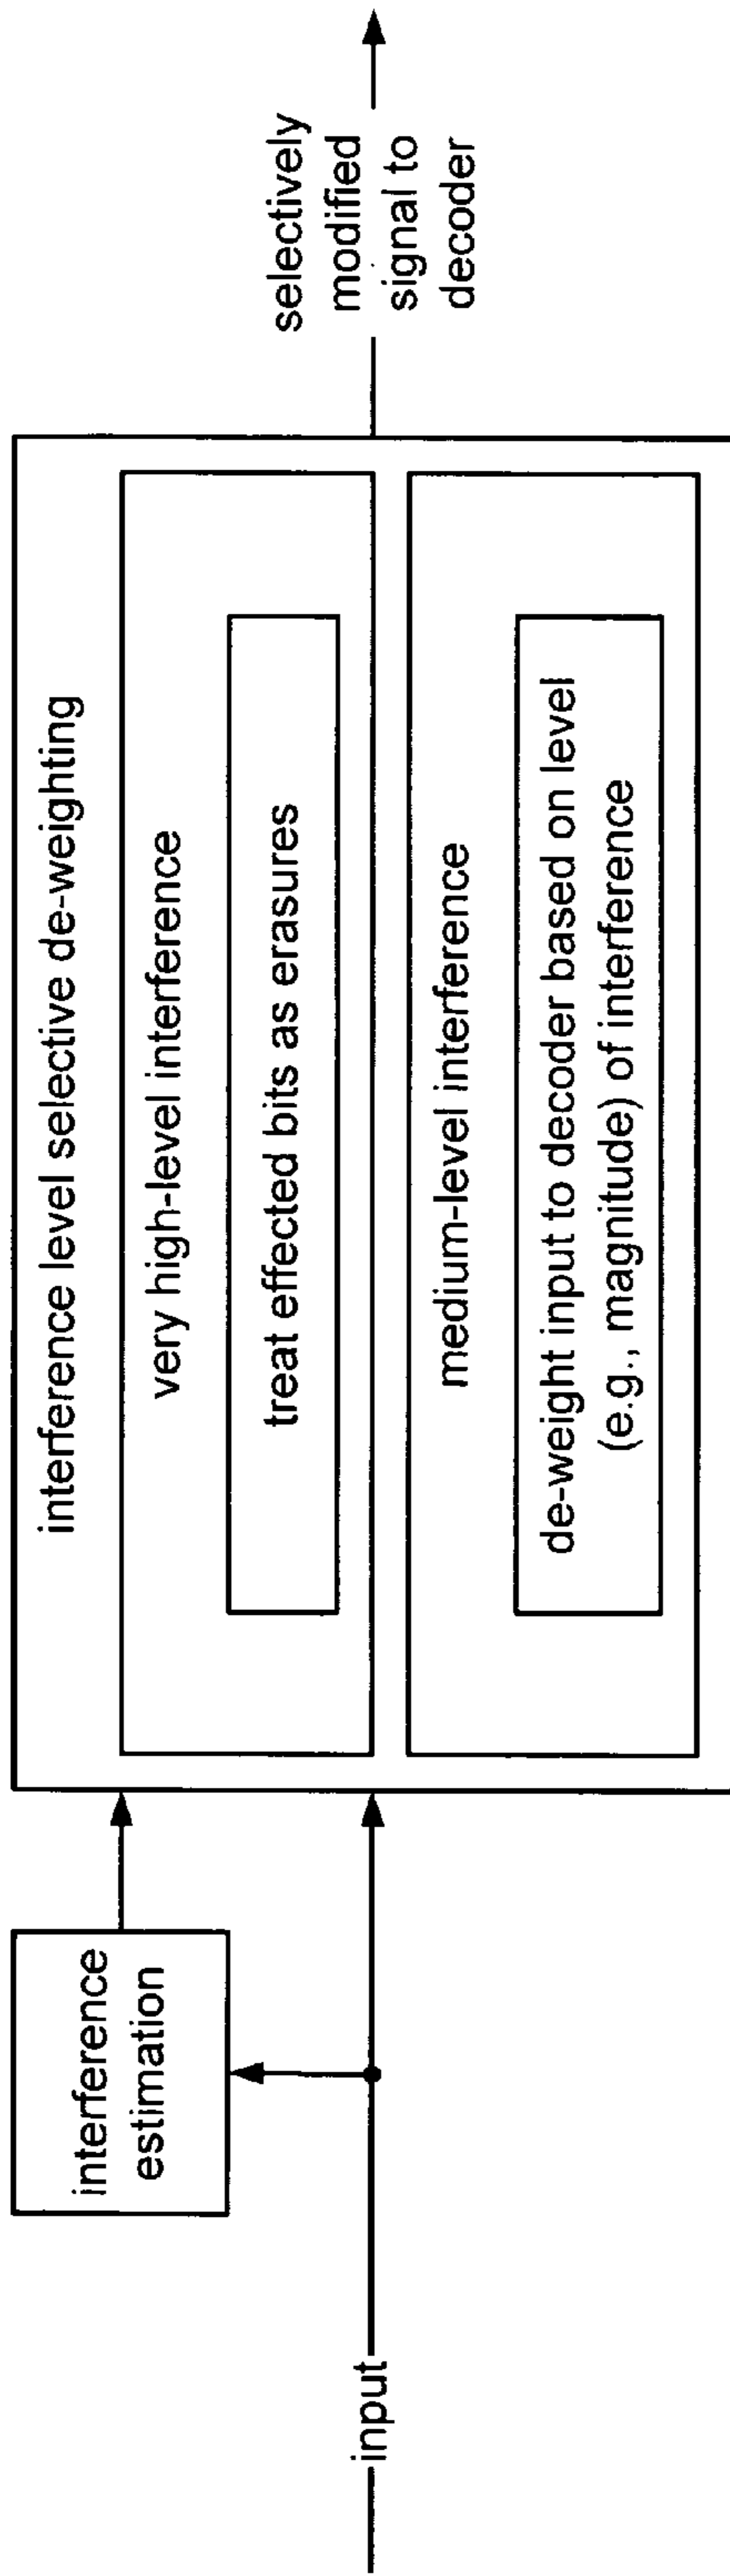 input
interference
estimation
interference level selective de-weighting
very high-level interference
treat effected bits as erasures
medium-level interference
de-weight input to decoder based on level
(e.g., magnitude) of interference
selectively
modified
signal to
decoder